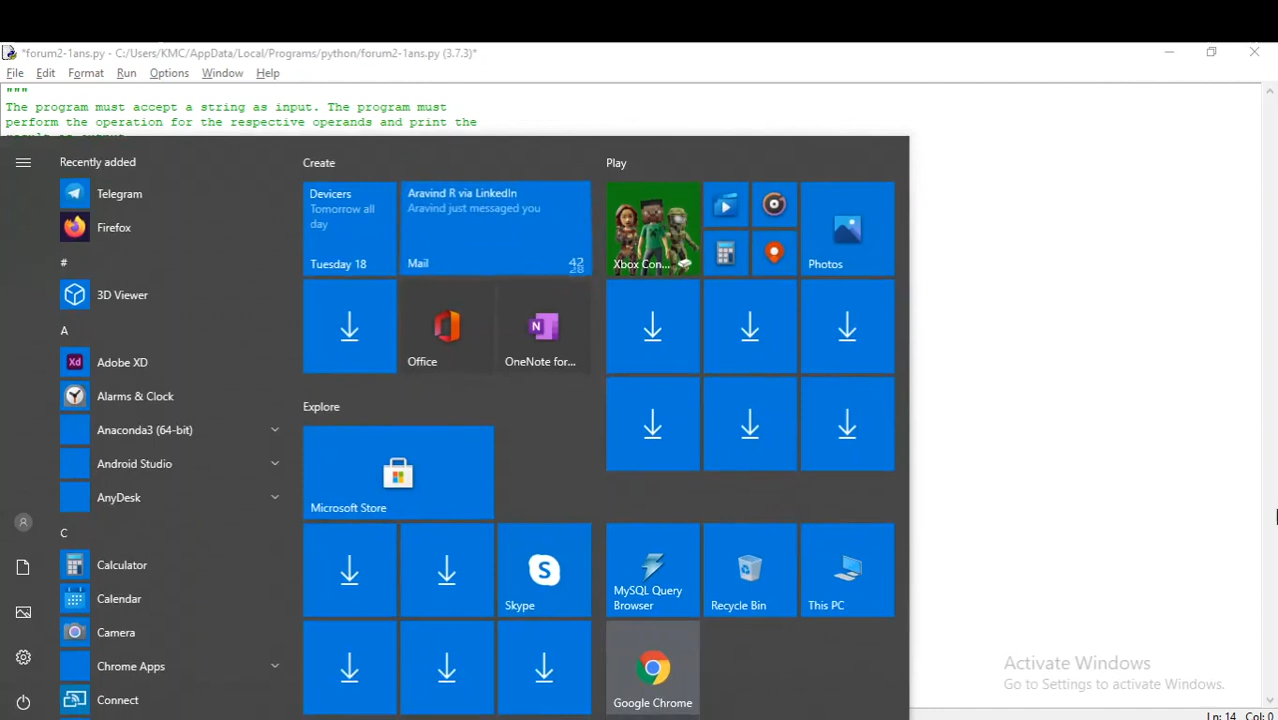 *forum2-1ans.py - C:/Users/KMC/AppData/Local/Programs/python/forum2-1ans.py (3.7.3)*
File Edit Format Run Options Window Help
"""
The program must accept a string as input. The program must
perform the operation for the respective operands and print the
Recently added
Telegram
Firefox
#
3D Viewer
A
Adobe XD
Alarms & Clock
Anaconda3 (64-bit)
Android Studio
AnyDesk
C
Calculator
Calendar
Camera
Chrome Apps
Connect
Create
Devicers
Tomorrow all
day
Tuesday 18
Aravind R via LinkedIn
Aravind just messaged you
Mail
Office
OneNote for...
Explore
Microsoft Store
Skype
Play
Xbox Con...
Photos
MySQL Query
Browser
Recycle Bin
This PC
Google Chrome
Activate Windows
Go to Settings to activate Windows.
Ln: 14 Col: 0